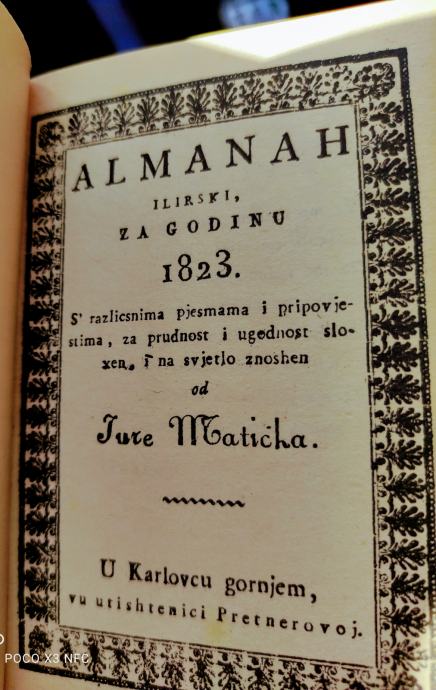 ALMANAH
ILIRSKI,
ZA GODINU
1823.
S' razlicsnima pjesmama i pripovje-
stima, za prudnost i ugodnost slo-
xen, i na svjetlo znoshen
od
Jure Maticha.
U Karlovcu gornjem,
vu utishtenici Pretnerovoj.
POCO X3 NFC